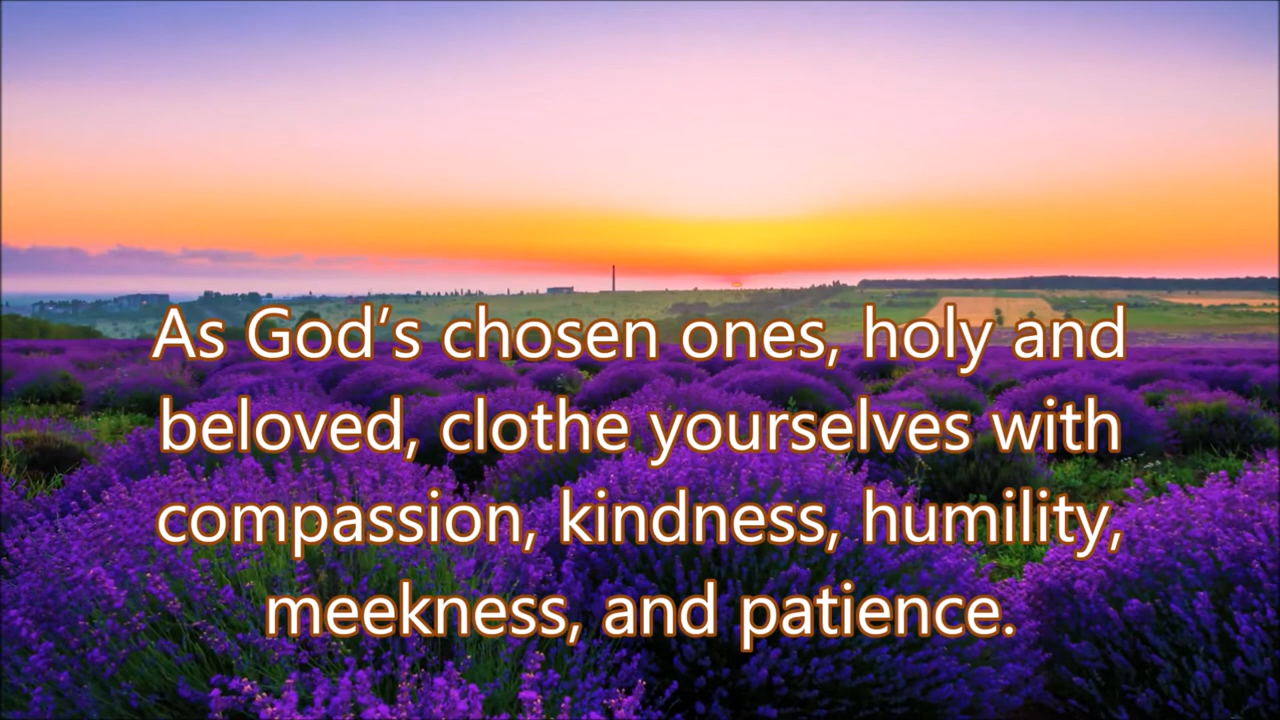 As God’s chosen ones, holy and
beloved, clothe yourselves with
compassion, kindness, humility,
meekness, and patience.